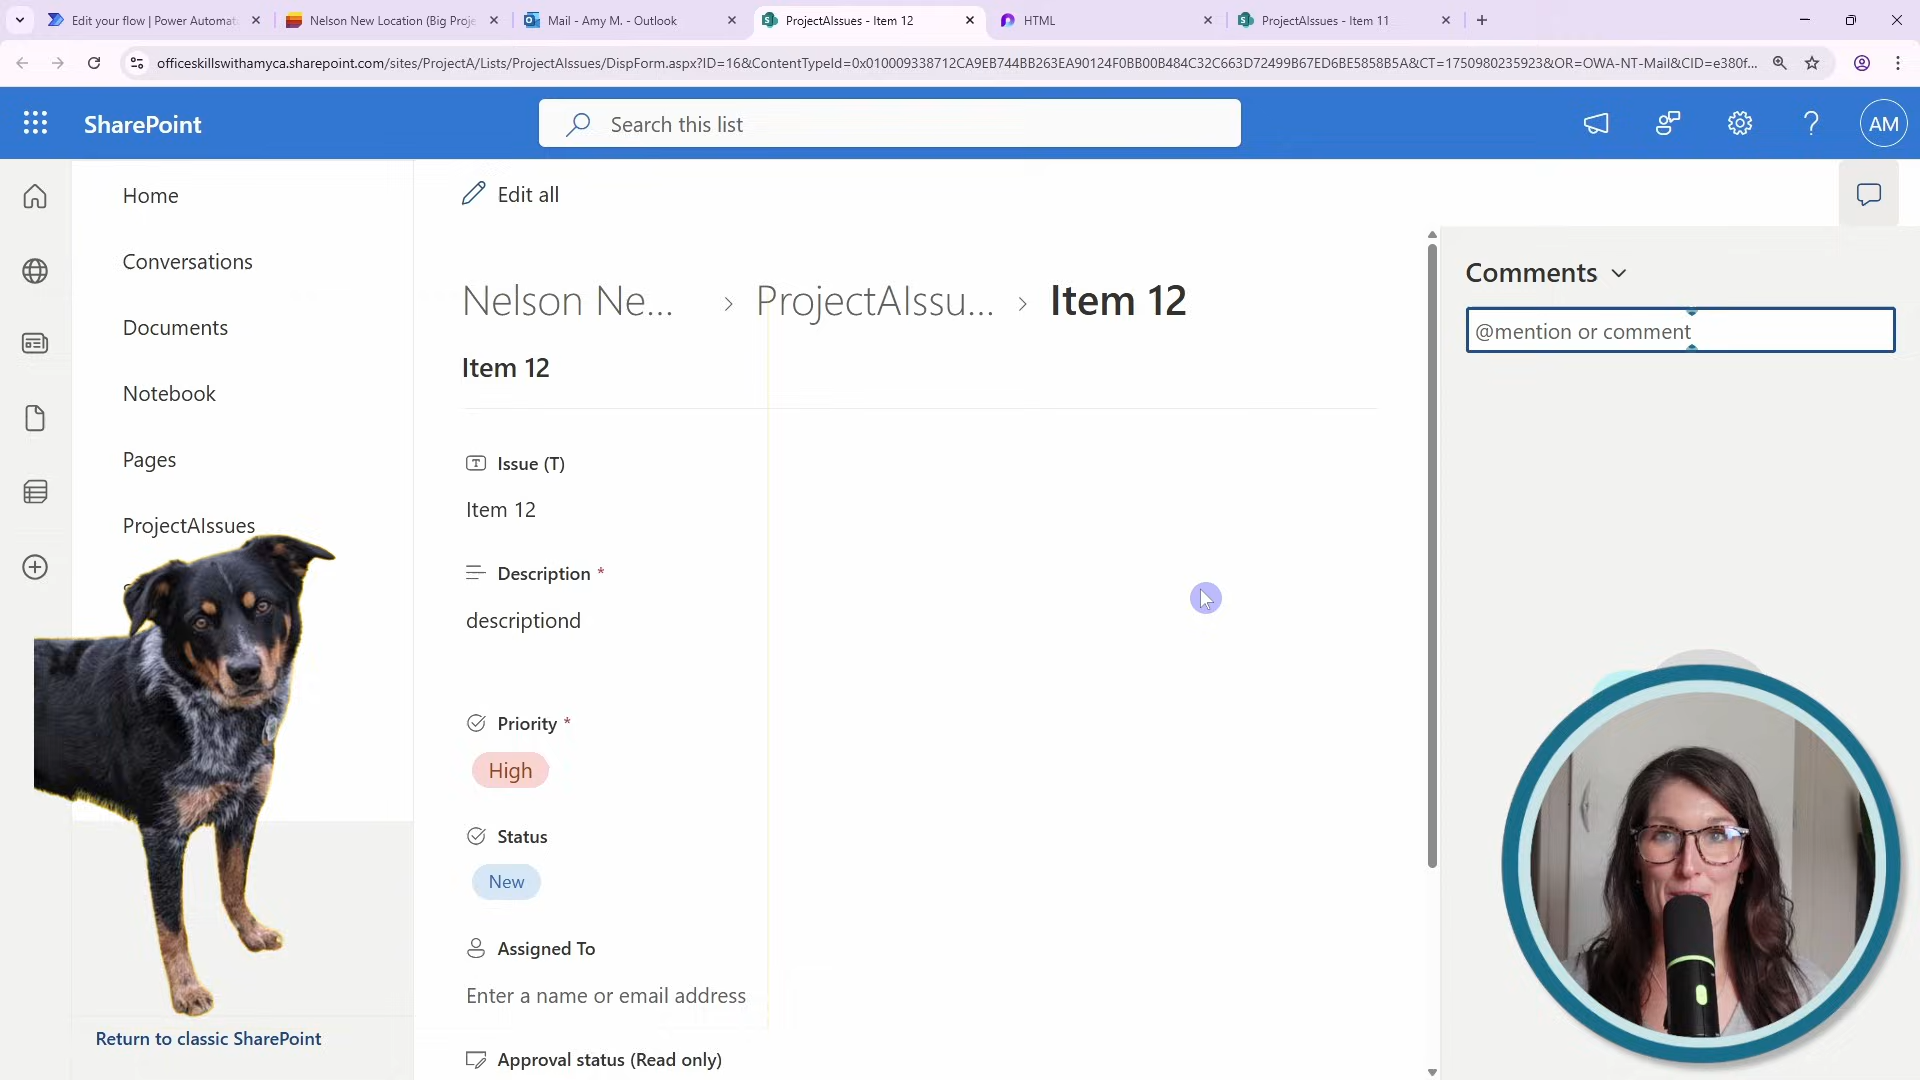 Edit your flow | Power Automat
Nelson New Location (Big Proje
Mail - Amy M. - Outlook
ProjectAIssues - Item 12
HTML
ProjectAIssues - Item 11
officeskillswithamyca.sharepoint.com/sites/ProjectA/Lists/ProjectAIssues/DispForm.aspx?ID=16&ContentTypeId=0x010009338712CA9EB744BB263EA90124F0BB00B484C32C663D72499B67ED6BE5858B5A&CT=1750980235923&OR=OWA-NT-Mail&CID=e380f...
SharePoint
Search this list
AM
Home
Conversations
Documents
Notebook
Pages
ProjectAIssues
Return to classic SharePoint
Edit all
Nelson Ne... > ProjectAIssu... > Item 12
Item 12
Issue (T)
Item 12
Description *
descriptiond
Priority *
High
Status
New
Assigned To
Enter a name or email address
Approval status (Read only)
Comments
@mention or comment